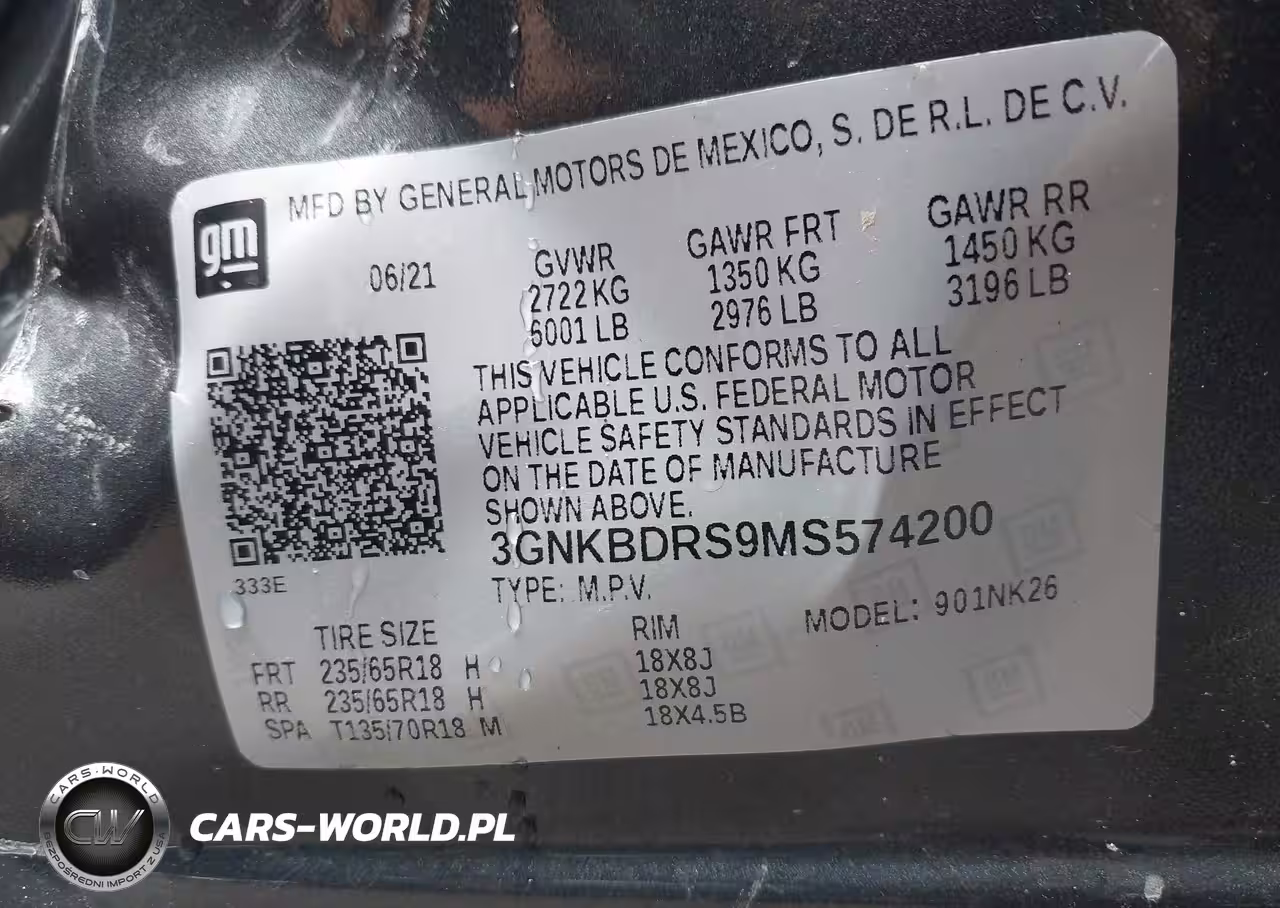 gm
MFD BY GENERAL MOTORS DE MEXICO, S. DE R.L. DE C.V.
06/21
GVWR GAWR FRT GAWR RR
2722 KG 1350 KG 1450 KG
6001 LB 2976 LB 3196 LB
THIS VEHICLE CONFORMS TO ALL
APPLICABLE U.S. FEDERAL MOTOR
VEHICLE SAFETY STANDARDS IN EFFECT
ON THE DATE OF MANUFACTURE
SHOWN ABOVE.
3GNKBDRS9MS574200
333E
TYPE: M.P.V.
MODEL: 901NK26
TIRE SIZE RIM
FRT 235/65R18 H 18X8J
RR 235/65R18 H 18X8J
SPA T135/70R18 M 18X4.5B
CARS-WORLD
CW
BEZPOŚREDNI IMPORT Z USA
CARS-WORLD.PL